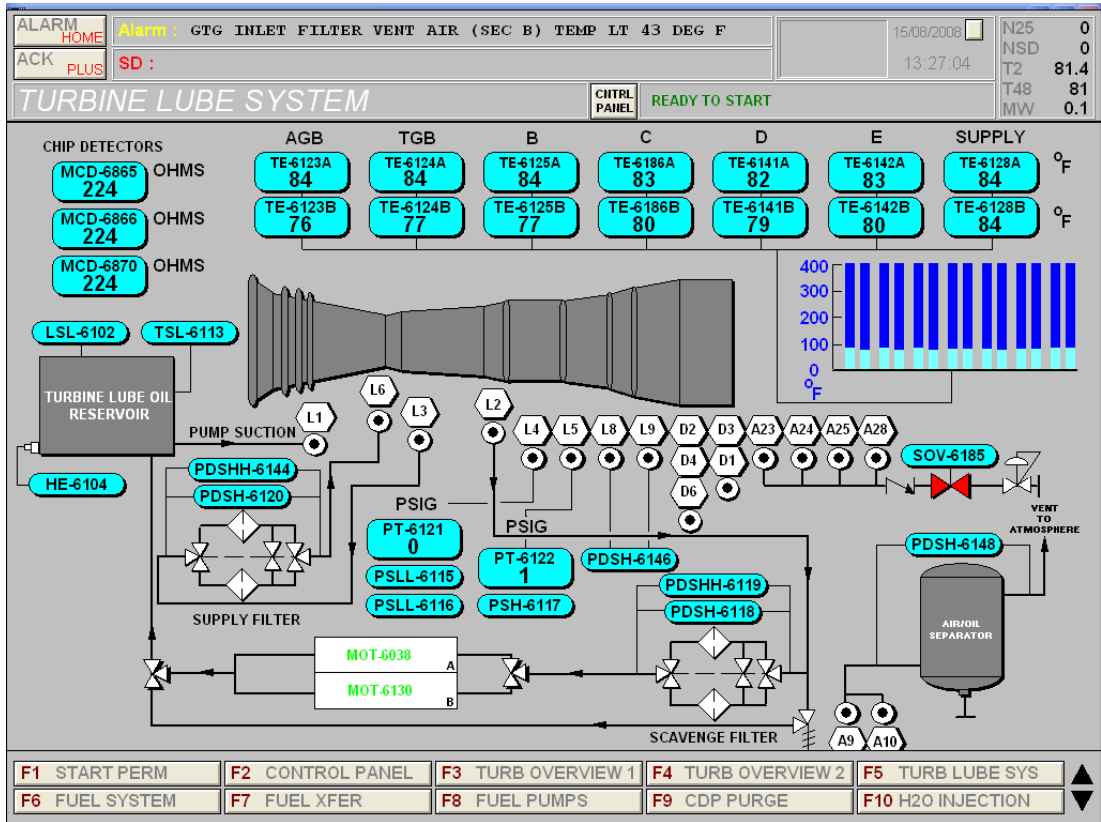 ALARM HOME
Alarm : GTG INLET FILTER VENT AIR (SEC B) TEMP LT 43 DEG F
15/08/2008
N25 0
ACK PLUS
SD :
13:27:04
NSD 0
T2 81.4
TURBINE LUBE SYSTEM
CNTRL PANEL
READY TO START
T48 81
MW 0.1
CHIP DETECTORS
AGB TGB B C D E SUPPLY
MCD-6865 OHMS
224
MCD-6866 OHMS
224
MCD-6870 OHMS
224
TE-6123A TE-6124A TE-6125A TE-6186A TE-6141A TE-6142A TE-6128A °F
84 84 84 83 82 83 84
TE-6123B TE-6124B TE-6125B TE-6186B TE-6141B TE-6142B TE-6128B °F
76 77 77 80 79 80 84
400
300
200
100
0
°F
LSL-6102 TSL-6113
TURBINE LUBE OIL
RESERVOIR
PUMP SUCTION
HE-6104
L1 L6 L3 L2
L4 L5 L8 L9 D2 D3 A23 A24 A25 A28
D4 D1
D6
SOV-6185
VENT
TO
ATMOSPHERE
PDSHH-6144
PDSH-6120
SUPPLY FILTER
PSIG
PT-6121
0
PSLL-6115
PSLL-6116
PSIG
PT-6122
1
PSH-6117
PDSH-6146
PDSHH-6119
PDSH-6118
PDSH-6148
AIR/OIL
SEPARATOR
MOT-6038 A
MOT-6130 B
SCAVENGE FILTER
A9 A10
F1 START PERM F2 CONTROL PANEL F3 TURB OVERVIEW 1 F4 TURB OVERVIEW 2 F5 TURB LUBE SYS
F6 FUEL SYSTEM F7 FUEL XFER F8 FUEL PUMPS F9 CDP PURGE F10 H2O INJECTION